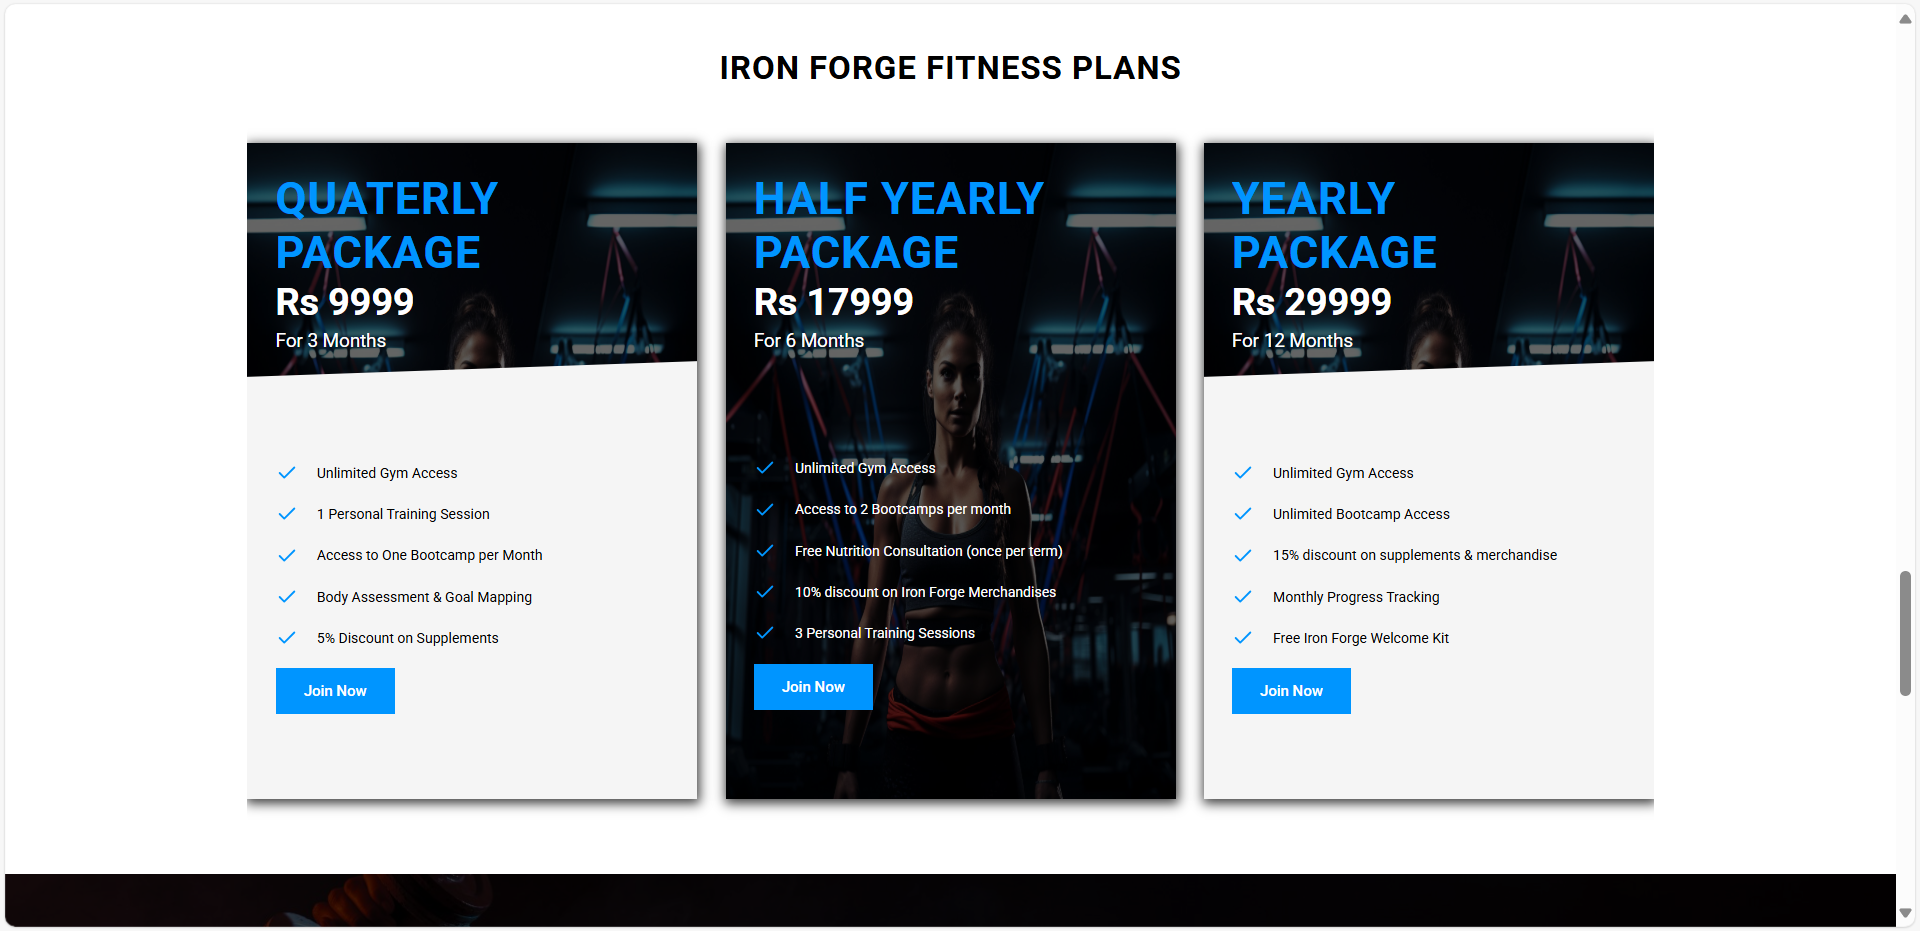 IRON FORGE FITNESS PLANS
QUATERLY
PACKAGE
Rs 9999
For 3 Months
Unlimited Gym Access
1 Personal Training Session
Access to One Bootcamp per Month
Body Assessment & Goal Mapping
5% Discount on Supplements
Join Now
HALF YEARLY
PACKAGE
Rs 17999
For 6 Months
Unlimited Gym Access
Access to 2 Bootcamps per month
Free Nutrition Consultation (once per term)
10% discount on Iron Forge Merchandises
3 Personal Training Sessions
Join Now
YEARLY
PACKAGE
Rs 29999
For 12 Months
Unlimited Gym Access
Unlimited Bootcamp Access
15% discount on supplements & merchandise
Monthly Progress Tracking
Free Iron Forge Welcome Kit
Join Now